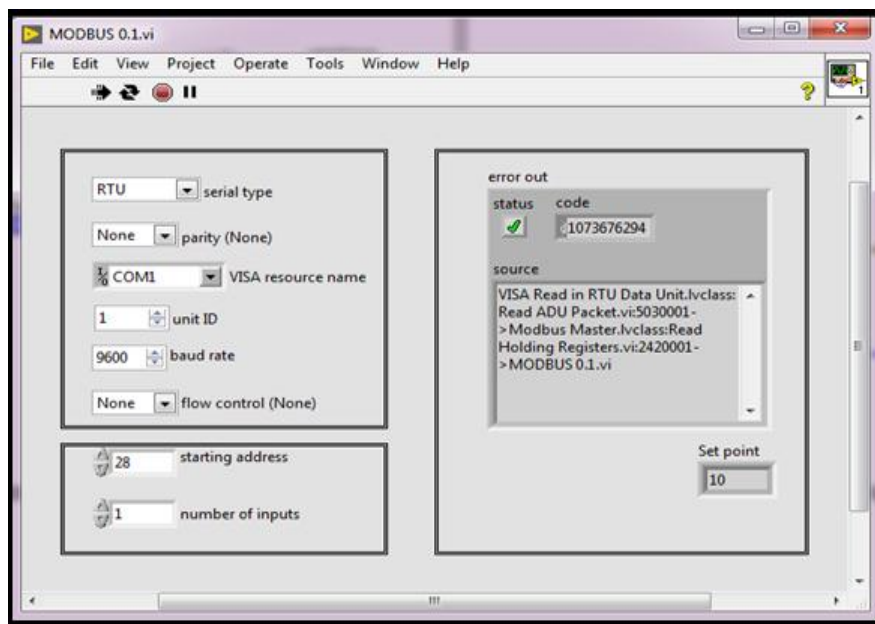 MODBUS 0.1.vi
File Edit View Project Operate Tools Window Help
1
RTU serial type
None parity (None)
COM1 VISA resource name
1 unit ID
9600 baud rate
None flow control (None)
28 starting address
1 number of inputs
error out
status code
1073676294
source
VISA Read in RTU Data Unit.lvclass:
Read ADU Packet.vi:5030001-
>Modbus Master.lvclass:Read
Holding Registers.vi:2420001-
>MODBUS 0.1.vi
Set point
10